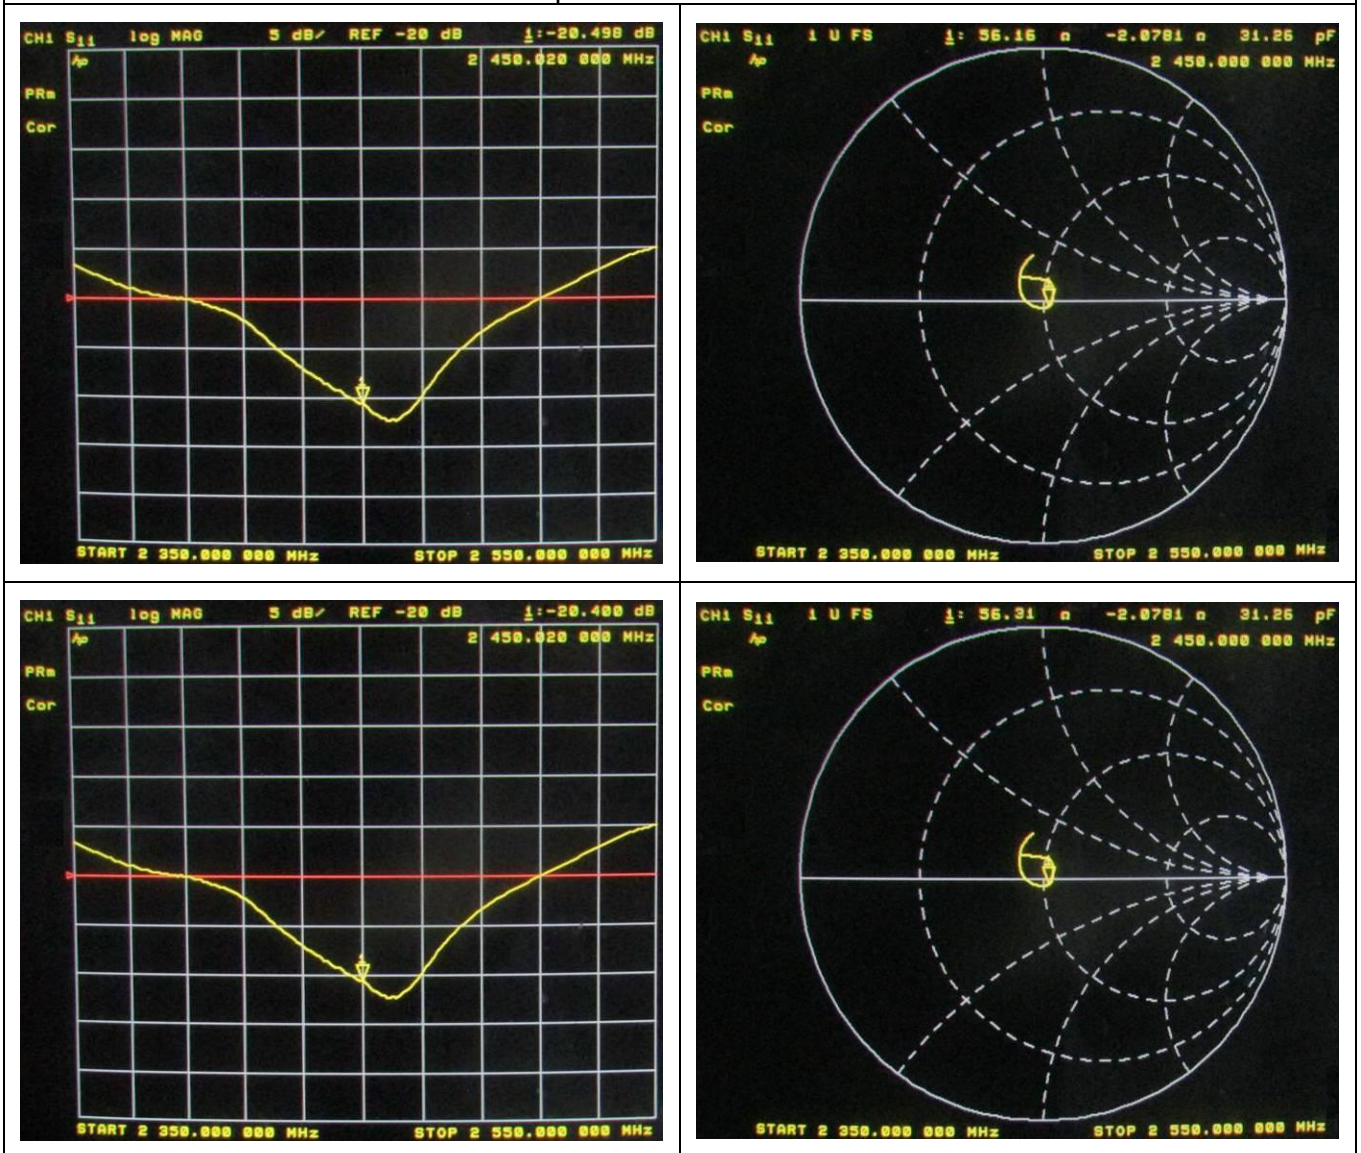 CH1 S11 log MAG 5 dB/ REF -20 dB 1:-20.498 dB
hp 2 450.020 000 MHz
PRm
Cor
1
START 2 350.000 000 MHz STOP 2 550.000 000 MHz
CH1 S11 1 U FS 1: 56.16 Ω -2.0781 Ω 31.26 pF
hp 2 450.000 000 MHz
PRm
Cor
START 2 350.000 000 MHz STOP 2 550.000 000 MHz
CH1 S11 log MAG 5 dB/ REF -20 dB 1:-20.400 dB
hp 2 450.020 000 MHz
PRm
Cor
1
START 2 350.000 000 MHz STOP 2 550.000 000 MHz
CH1 S11 1 U FS 1: 56.31 Ω -2.0781 Ω 31.26 pF
hp 2 450.000 000 MHz
PRm
Cor
START 2 350.000 000 MHz STOP 2 550.000 000 MHz